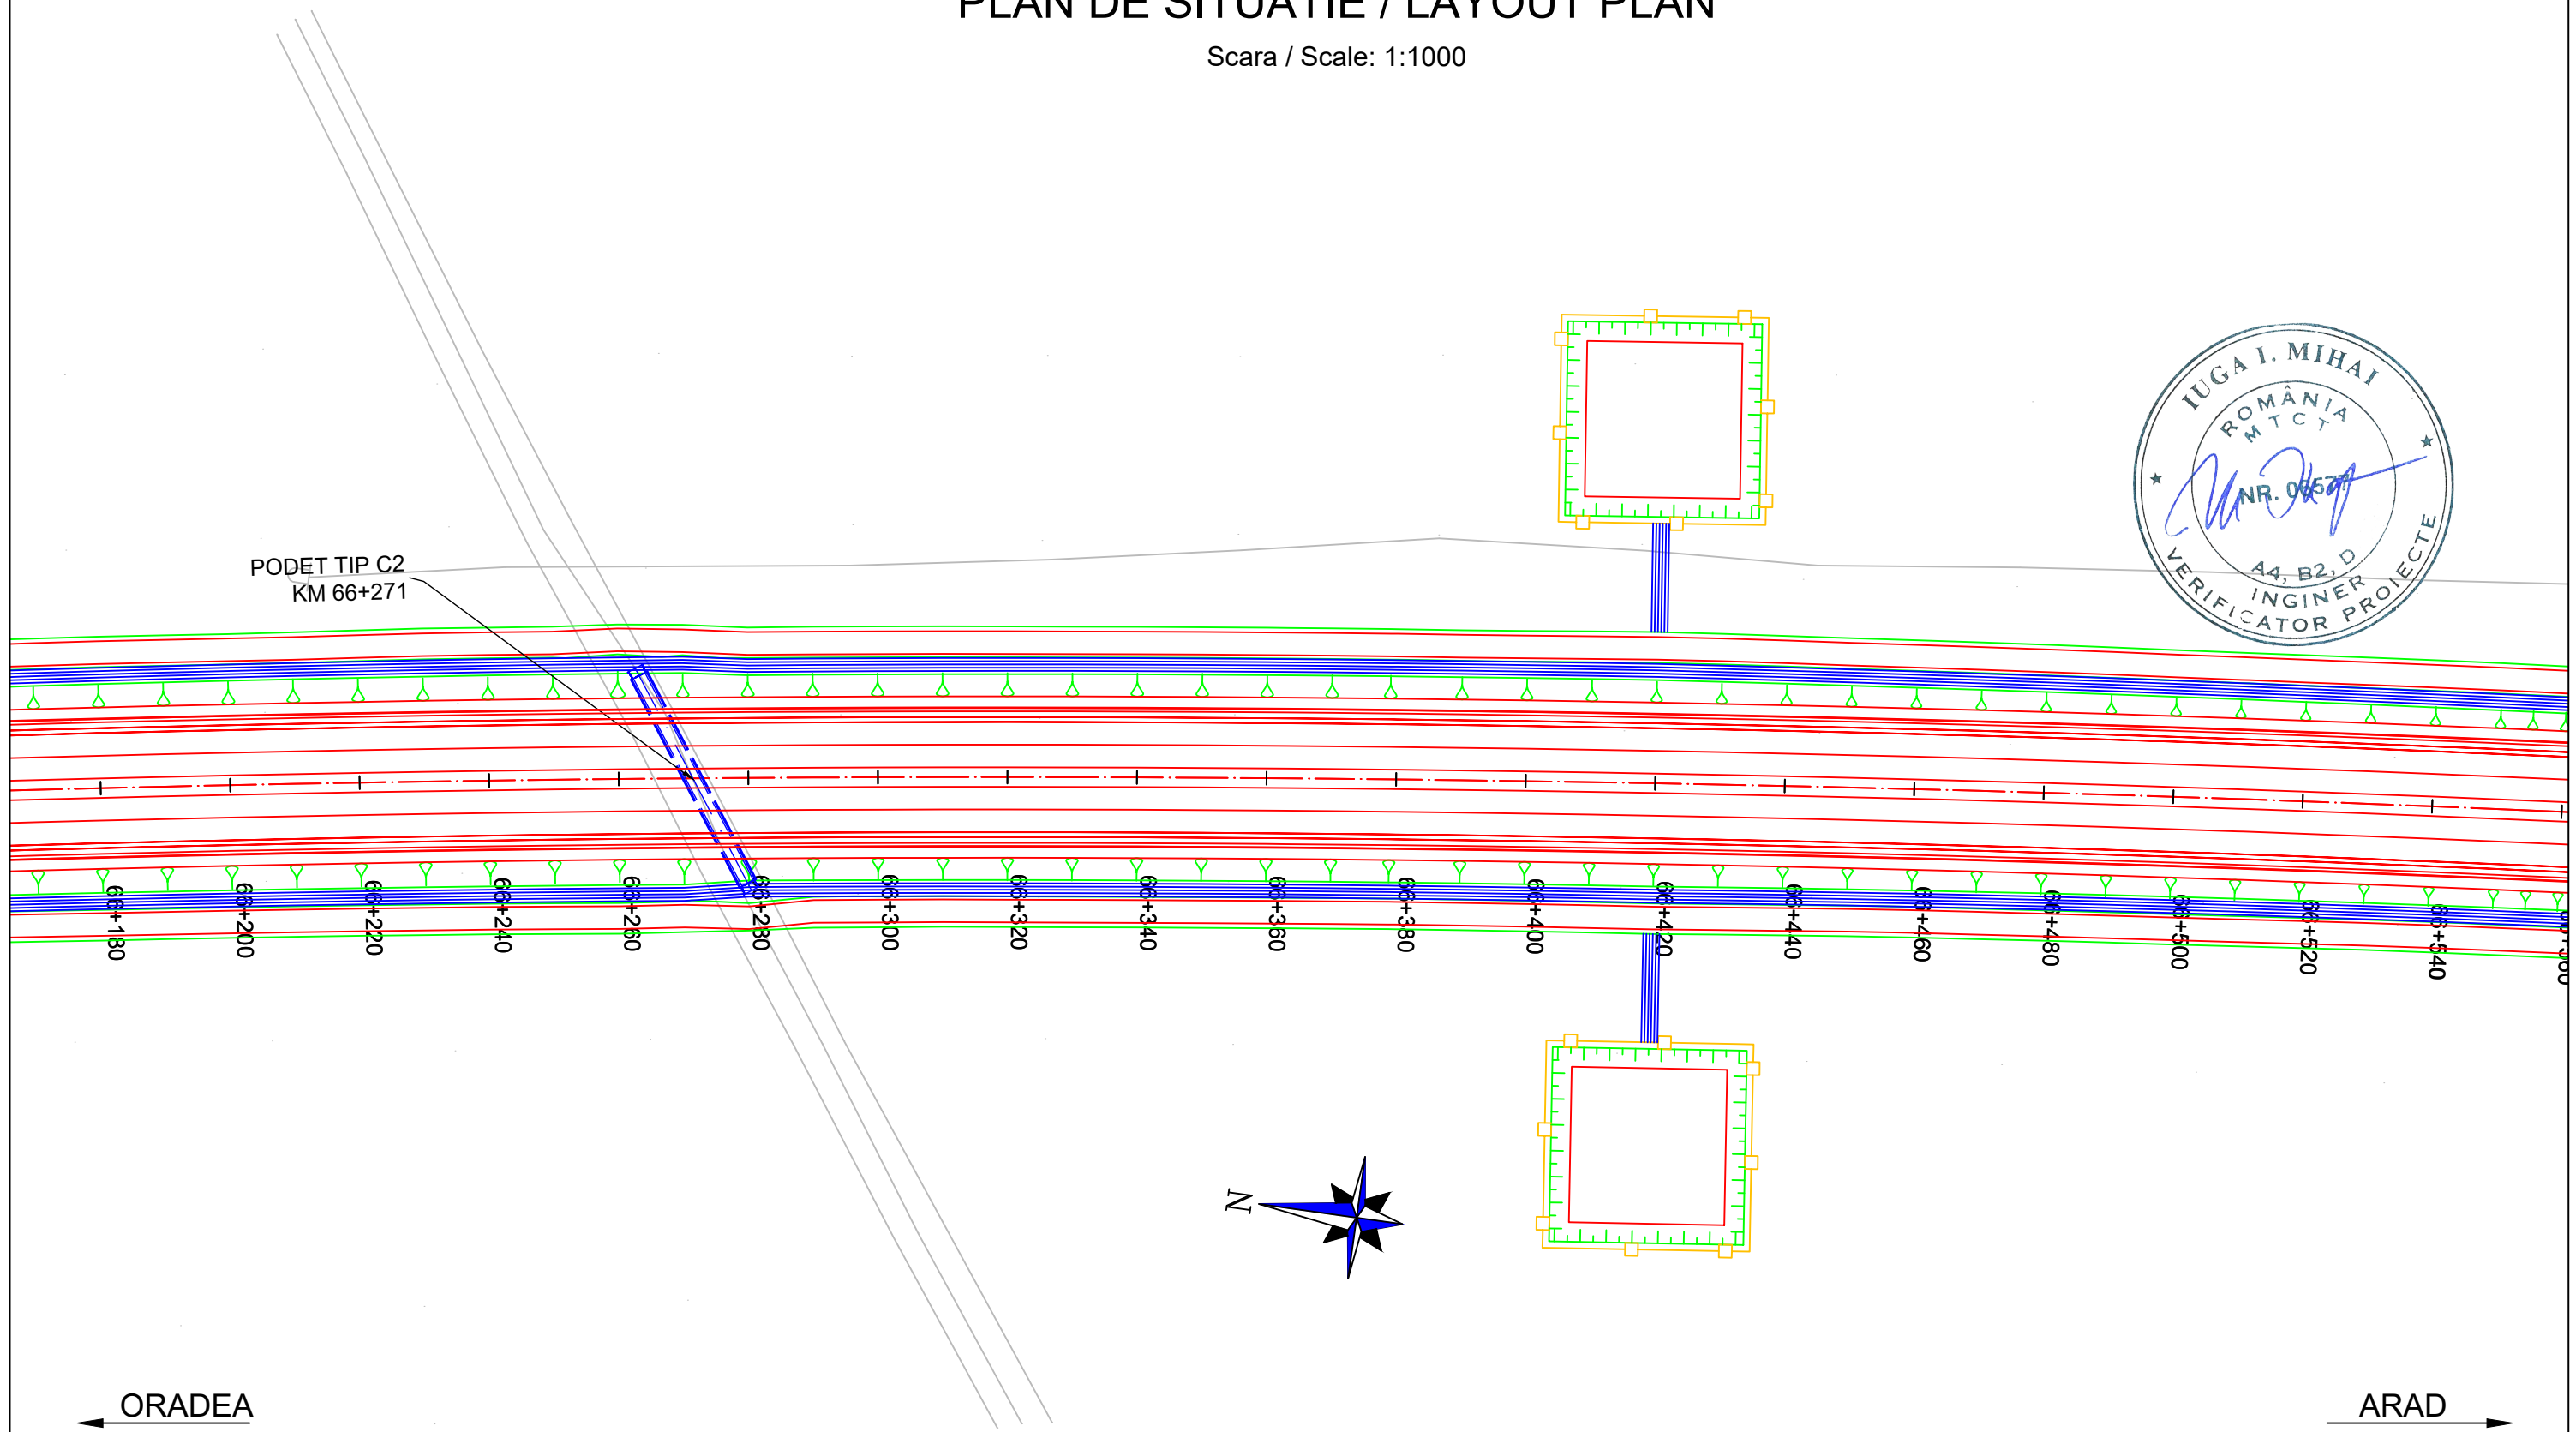 PLAN DE SITUATIE / LAYOUT PLAN
Scara / Scale: 1:1000
IUGA I. MIHAI
ROMÂNIA
M T C T
NR. 06577
A4, B2, D
INGINER
VERIFICATOR PROIECTE
PODET TIP C2
KM 66+271
66+180
66+200
66+220
66+240
66+260
66+280
66+300
66+320
66+340
66+360
66+380
66+400
66+420
66+440
66+460
66+480
66+500
66+520
66+540
N
ORADEA
ARAD